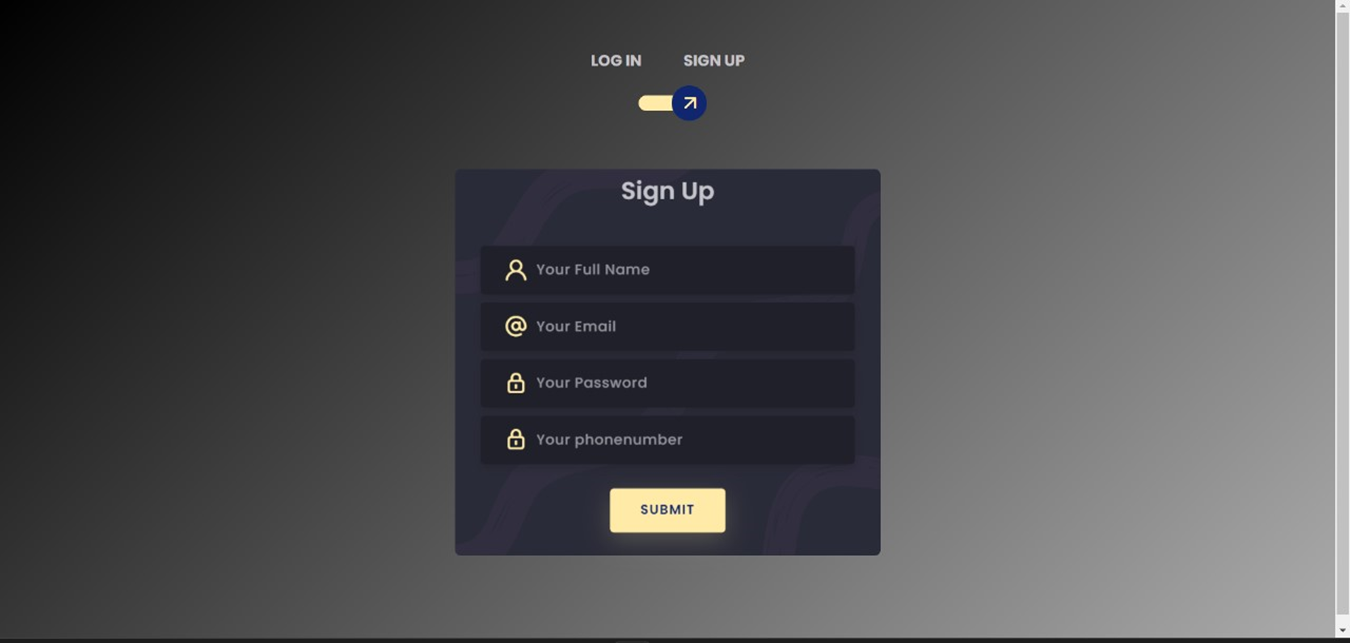 LOG IN SIGN UP
Sign Up
Your Full Name
@ Your Email
Your Password
Your phonenumber
SUBMIT